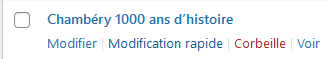 Chambéry 1000 ans d’histoire
Modifier | Modification rapide | Corbeille | Voir